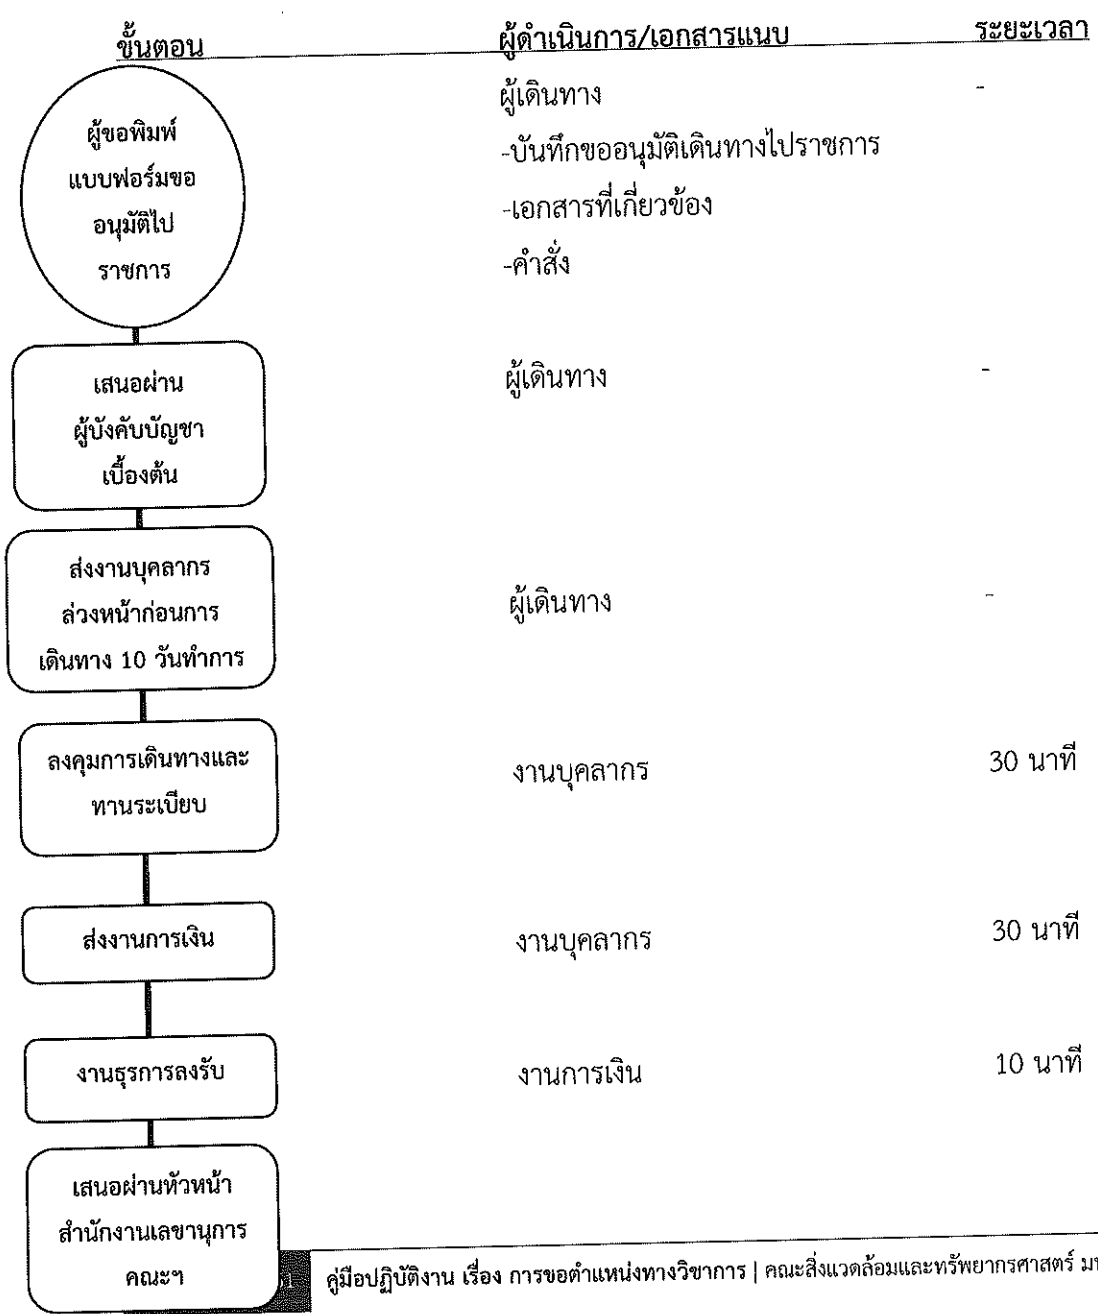 ขั้นตอน ผู้ดำเนินการ/เอกสารแนบ ระยะเวลา
ผู้ขอพิมพ์
แบบฟอร์มขอ
อนุมัติไป
ราชการ
ผู้เดินทาง -
-บันทึกขออนุมัติเดินทางไปราชการ
-เอกสารที่เกี่ยวข้อง
-คำสั่ง
เสนอผ่าน
ผู้บังคับบัญชา
เบื้องต้น
ผู้เดินทาง -
ส่งงานบุคลากร
ล่วงหน้าก่อนการ
เดินทาง 10 วันทำการ
ผู้เดินทาง -
ลงคุมการเดินทางและ
ทานระเบียบ
งานบุคลากร 30 นาที
ส่งงานการเงิน
งานบุคลากร 30 นาที
งานธุรการลงรับ
งานการเงิน 10 นาที
เสนอผ่านหัวหน้า
สำนักงานเลขานุการ
คณะฯ
คู่มือปฏิบัติงาน เรื่อง การขอตำแหน่งทางวิชาการ | คณะสิ่งแวดล้อมและทรัพยากรศาสตร์